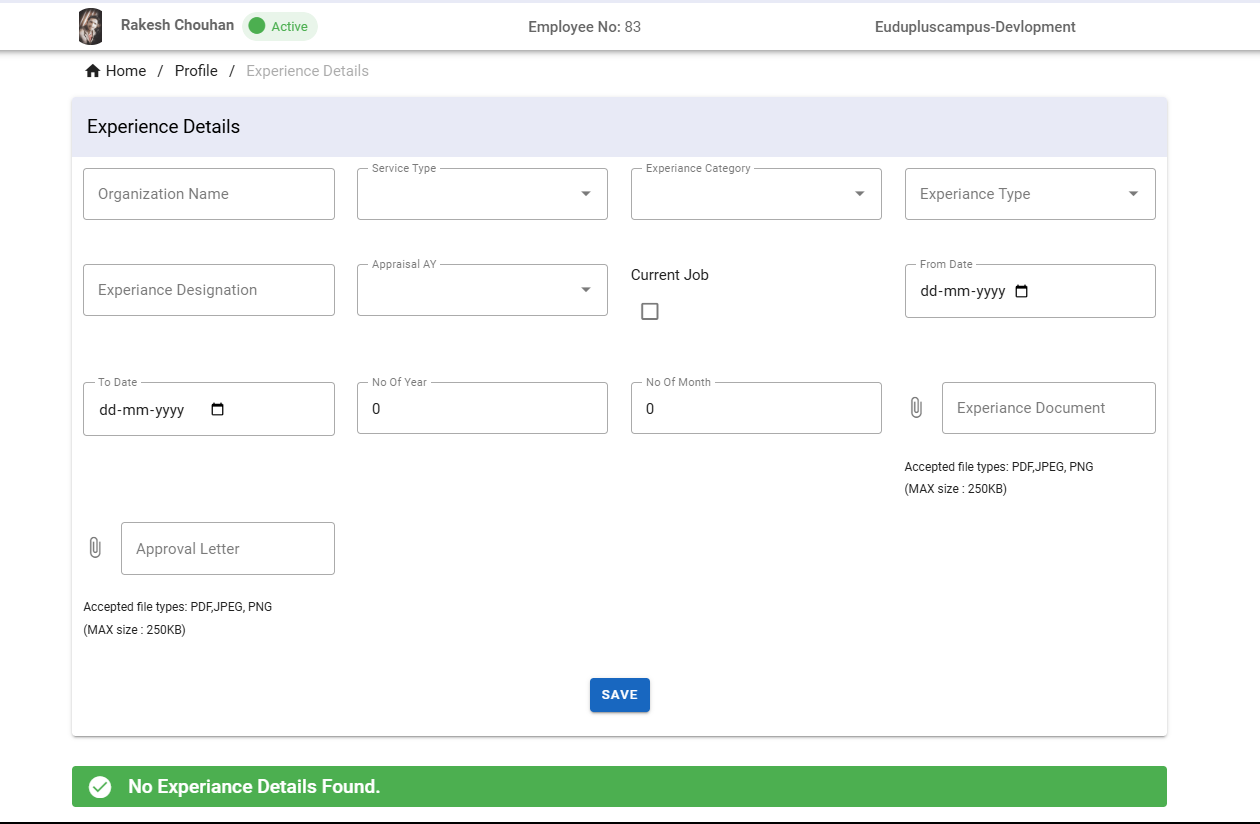 Rakesh Chouhan Active Employee No: 83 Eudupluscampus-Devlopment
Home / Profile / Experience Details
Experience Details
Service Type Experiance Category
Organization Name Experiance Type
Appraisal AY From Date
Current Job
Experiance Designation dd-mm-yyyy
To Date No Of Year No Of Month
dd-mm-yyyy 0 0 Experiance Document
Accepted file types: PDF,JPEG, PNG
(MAX size : 250KB)
Approval Letter
Accepted file types: PDF,JPEG, PNG
(MAX size : 250KB)
SAVE
No Experiance Details Found.